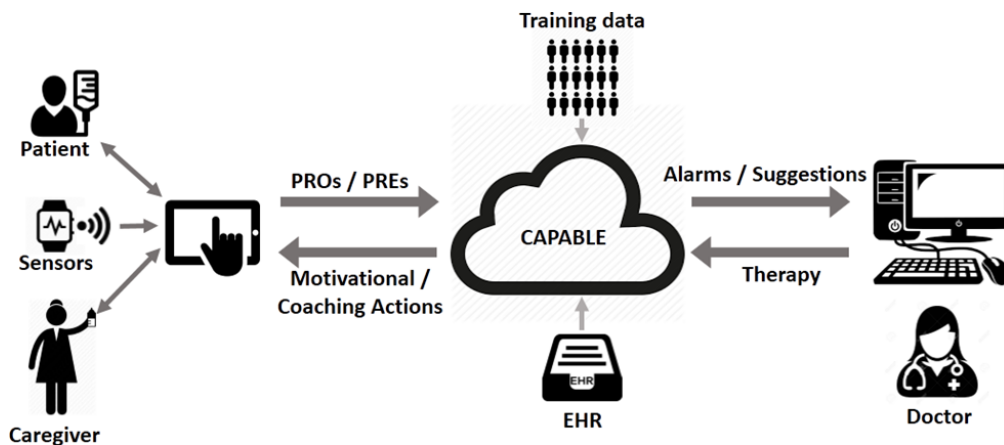 Training data
Patient
PROs / PREs
Alarms / Suggestions
CAPABLE
Sensors
Motivational /
Coaching Actions
Therapy
EHR
EHR
Caregiver
Doctor